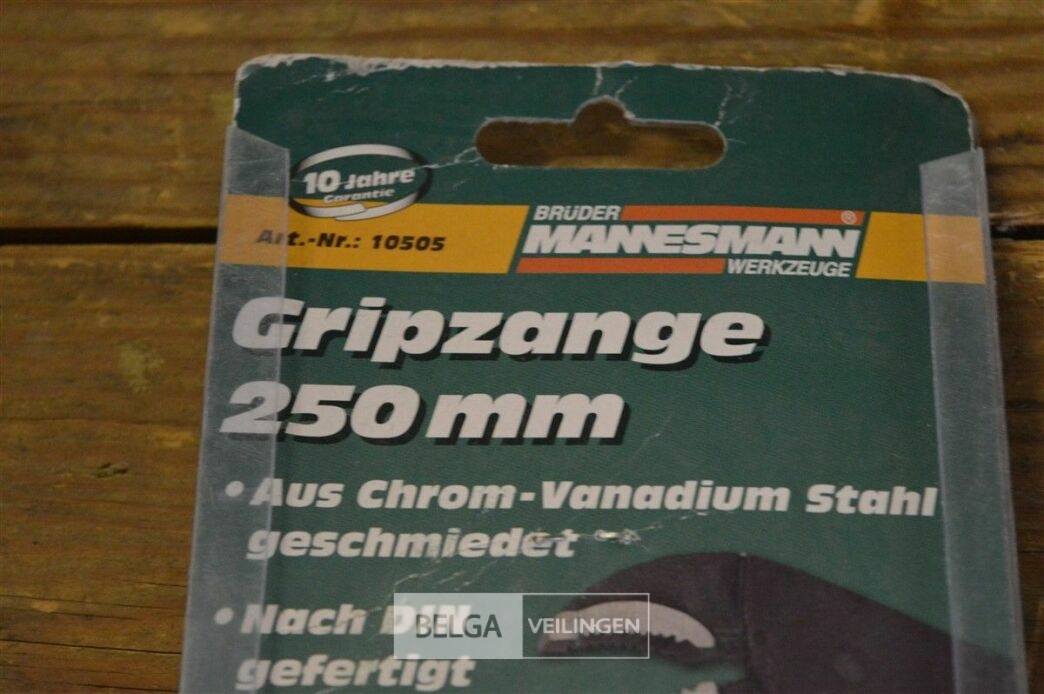 10 Jahre
Garantie
Art.-Nr.: 10505
BRÜDER
MANNESMANN®
WERKZEUGE
Gripzange
250 mm
• Aus Chrom-Vanadium Stahl
geschmiedet
• Nach DIN
gefertigt
BELGA VEILINGEN